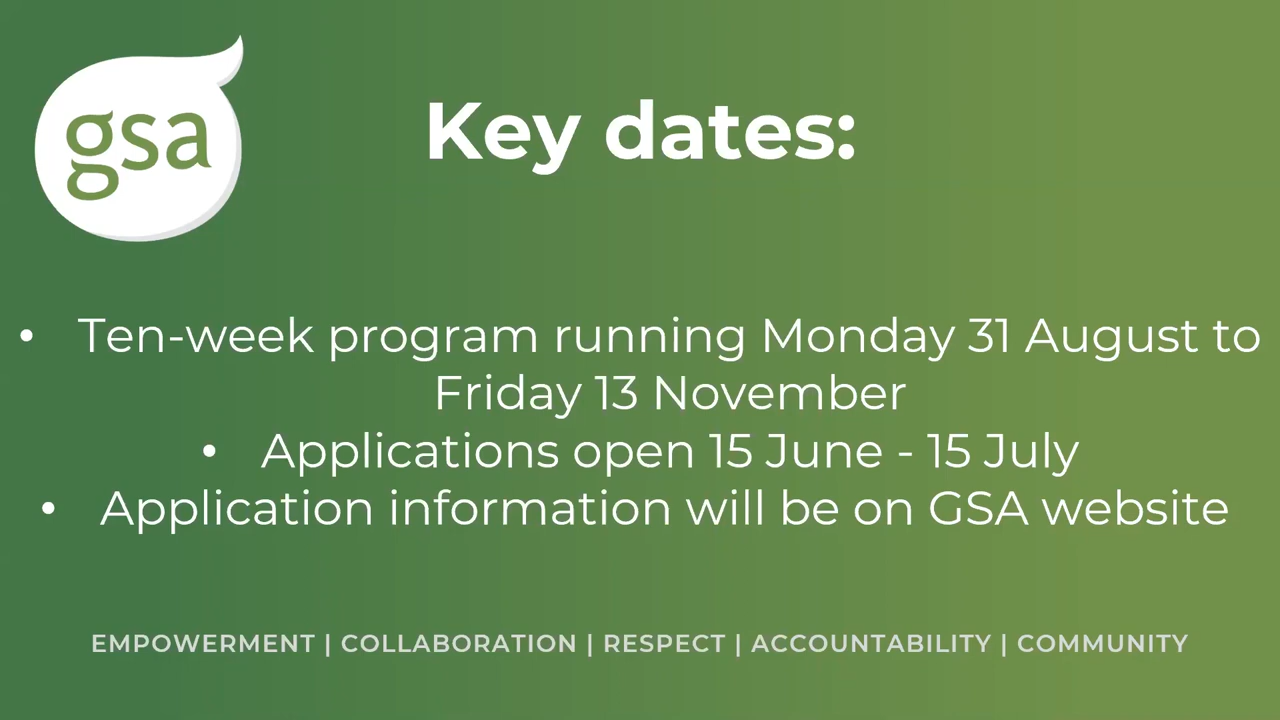 gsa
Key dates:
• Ten-week program running Monday 31 August to
Friday 13 November
• Applications open 15 June - 15 July
• Application information will be on GSA website
EMPOWERMENT | COLLABORATION | RESPECT | ACCOUNTABILITY | COMMUNITY